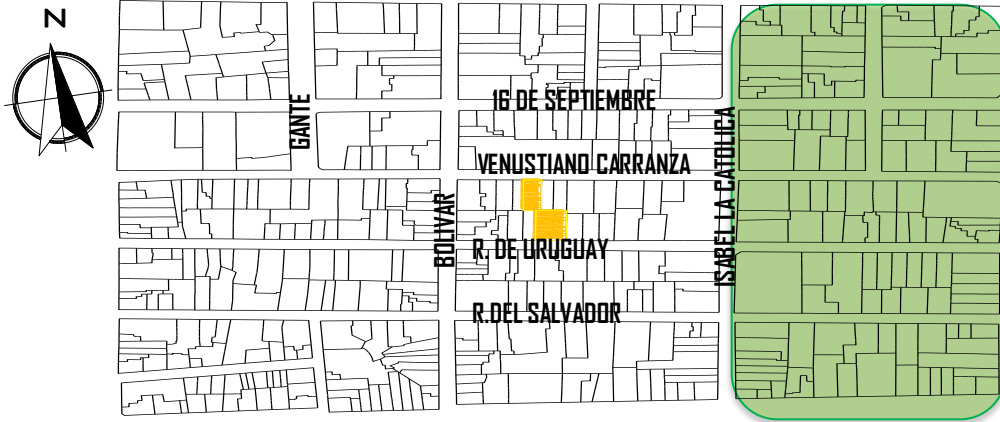 N
16 DE SEPTIEMBRE
GANTE
VENUSTIANO CARRANZA
ISABEL LA CATOLICA
BOLIVAR
R. DE URUGUAY
R.DEL SALVADOR